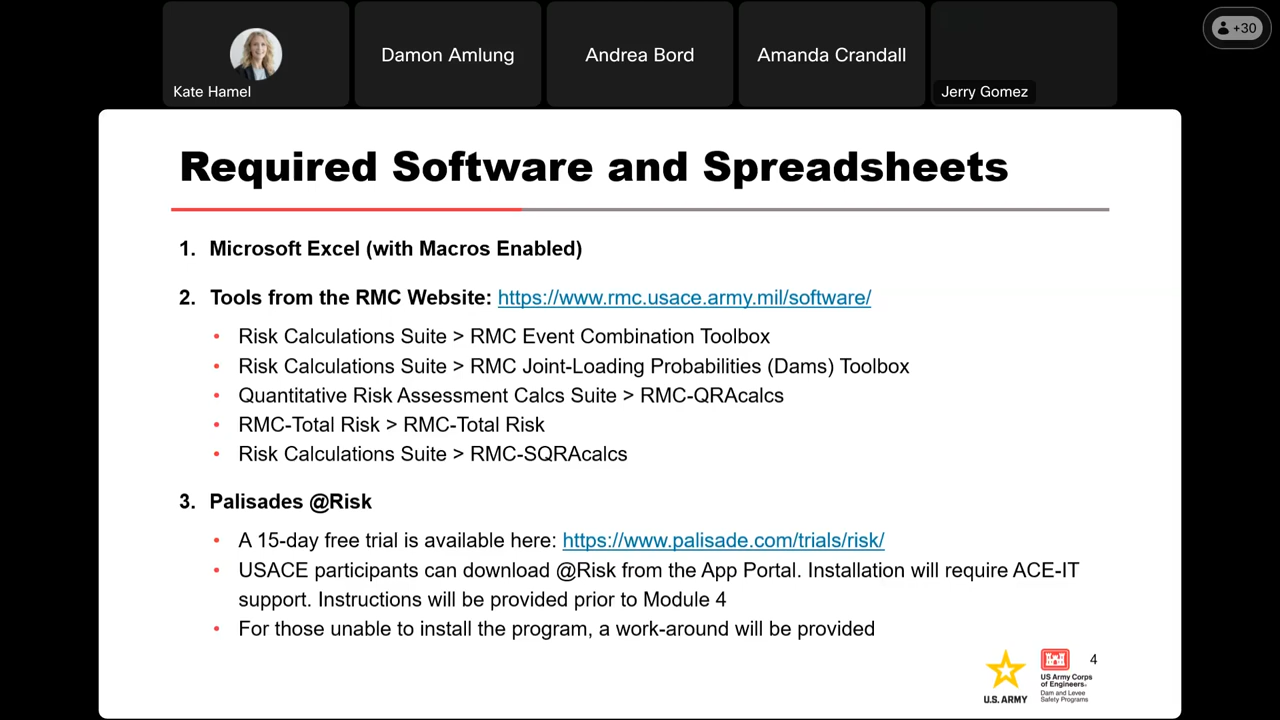 Kate Hamel
Damon Amlung
Andrea Bord
Amanda Crandall
Jerry Gomez
+30
Required Software and Spreadsheets
1. Microsoft Excel (with Macros Enabled)
2. Tools from the RMC Website: https://www.rmc.usace.army.mil/software/
• Risk Calculations Suite > RMC Event Combination Toolbox
• Risk Calculations Suite > RMC Joint-Loading Probabilities (Dams) Toolbox
• Quantitative Risk Assessment Calcs Suite > RMC-QRAcalcs
• RMC-Total Risk > RMC-Total Risk
• Risk Calculations Suite > RMC-SQRAcalcs
3. Palisades @Risk
• A 15-day free trial is available here: https://www.palisade.com/trials/risk/
• USACE participants can download @Risk from the App Portal. Installation will require ACE-IT
support. Instructions will be provided prior to Module 4
• For those unable to install the program, a work-around will be provided
U.S. ARMY
US Army Corps
of Engineers®
Dam and Levee
Safety Programs
4